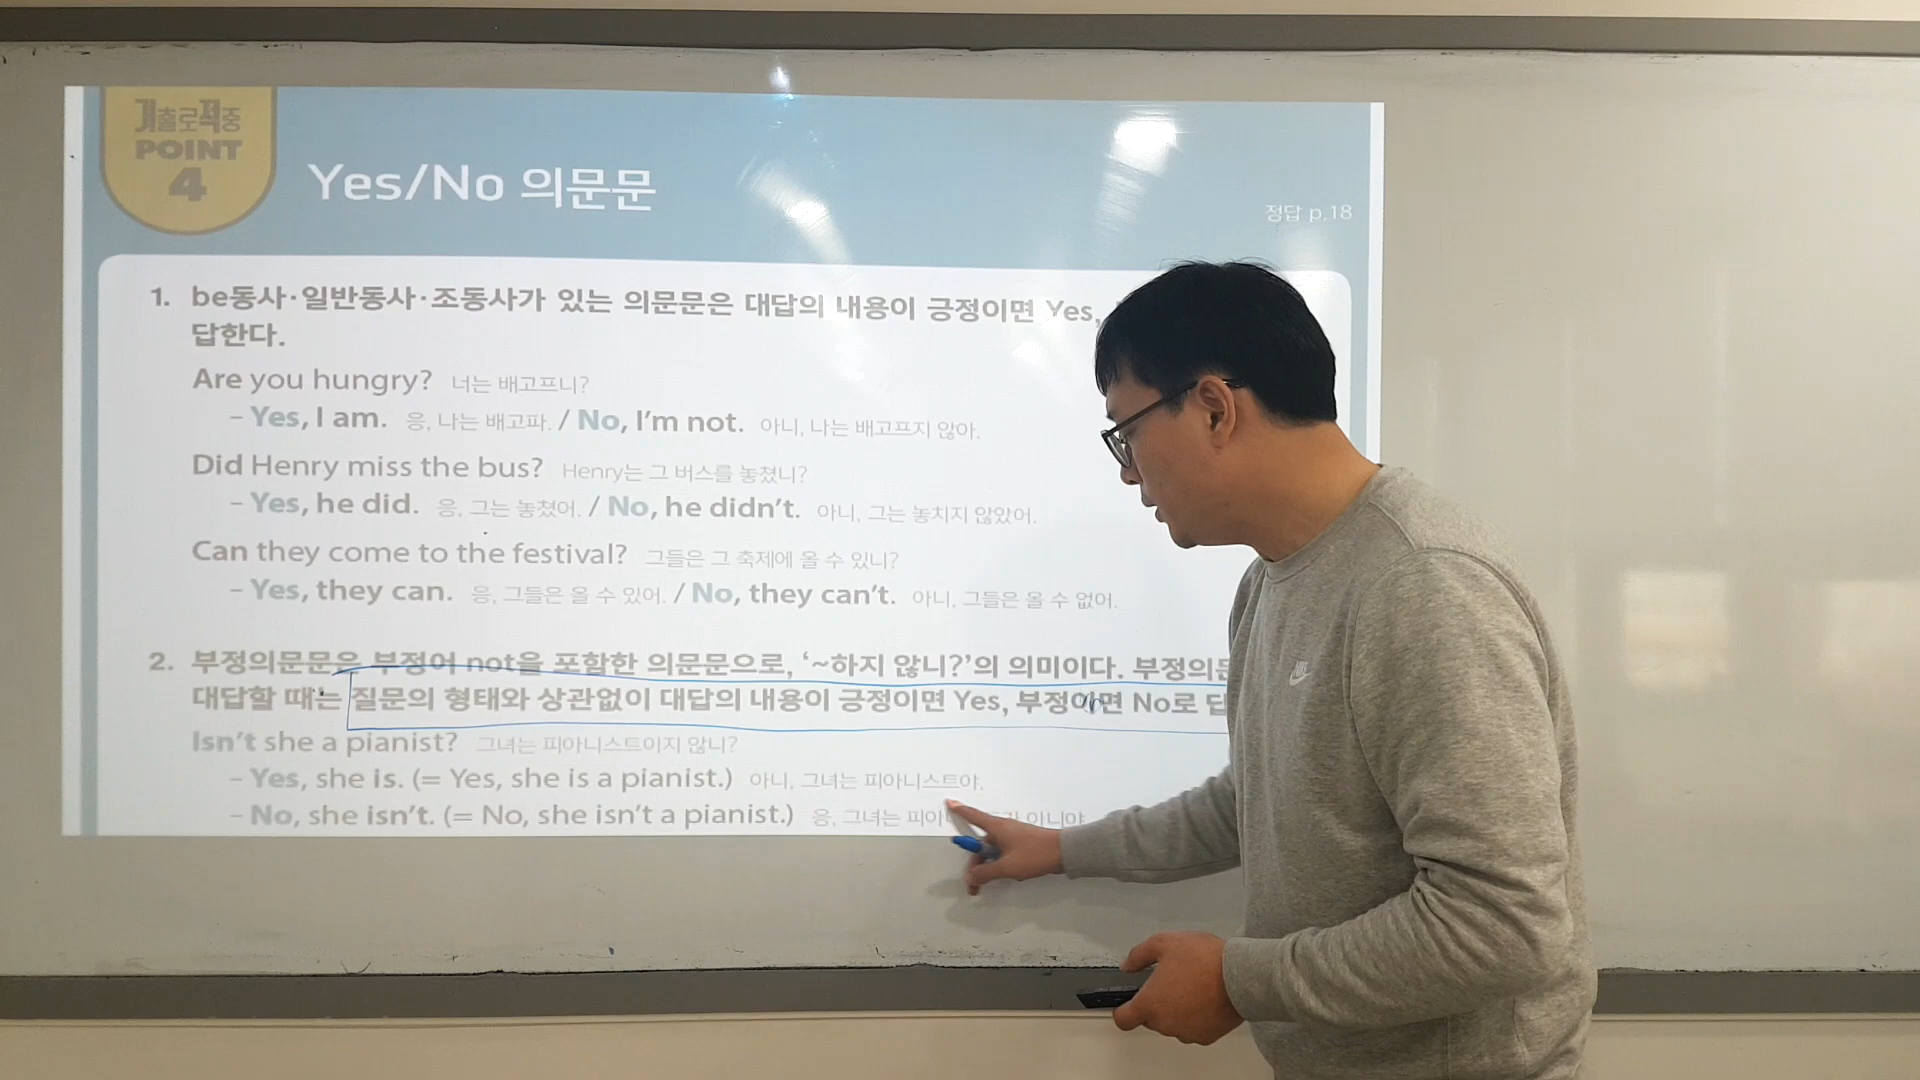 기출로적중
POINT
4
Yes/No 의문문
정답 p.18
1. be동사·일반동사·조동사가 있는 의문문은 대답의 내용이 긍정이면 Yes,
답한다.
Are you hungry? 너는 배고프니?
– Yes, I am. 응, 나는 배고파. / No, I'm not. 아니, 나는 배고프지 않아.
Did Henry miss the bus? Henry는 그 버스를 놓쳤니?
– Yes, he did. 응, 그는 놓쳤어. / No, he didn't. 아니, 그는 놓치지 않았어.
Can they come to the festival? 그들은 그 축제에 올 수 있니?
– Yes, they can. 응, 그들은 올 수 있어. / No, they can't. 아니, 그들은 올 수 없어.
2. 부정의문문은 부정어 not을 포함한 의문문으로, '~하지 않니?'의 의미이다.
대답할 때는 질문의 형태와 상관없이 대답의 내용이 긍정이면 Yes, 부정이면 No로
Isn't she a pianist? 그녀는 피아니스트이지 않니?
– Yes, she is. (= Yes, she is a pianist.) 아니, 그녀는 피아니스트야.
– No, she isn't. (= No, she isn't a pianist.) 응, 그녀는 아니야